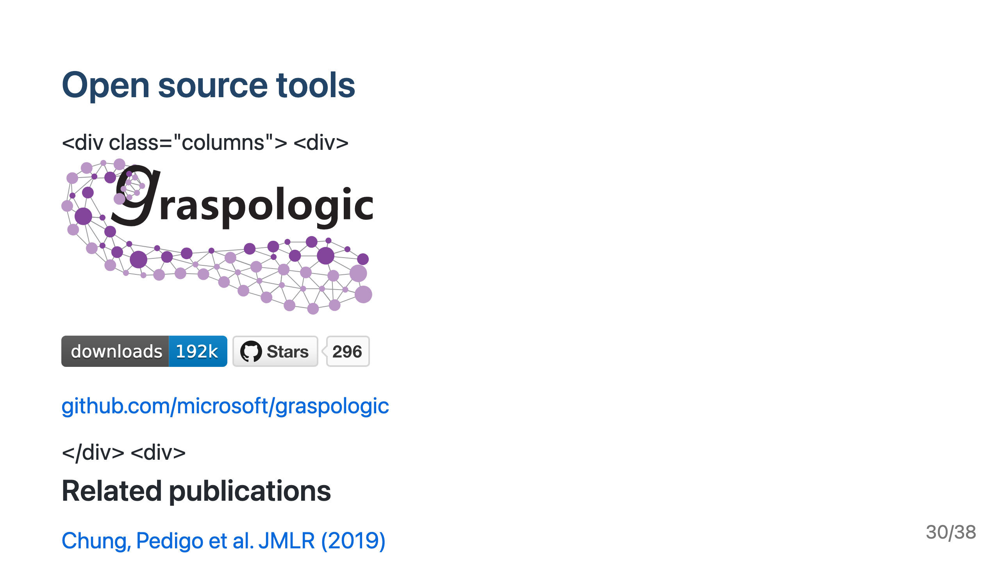 Open source tools
<div class="columns"> <div>
graspologic
downloads 192k Stars 296
github.com/microsoft/graspologic
</div> <div>
Related publications
Chung, Pedigo et al. JMLR (2019)
30/38